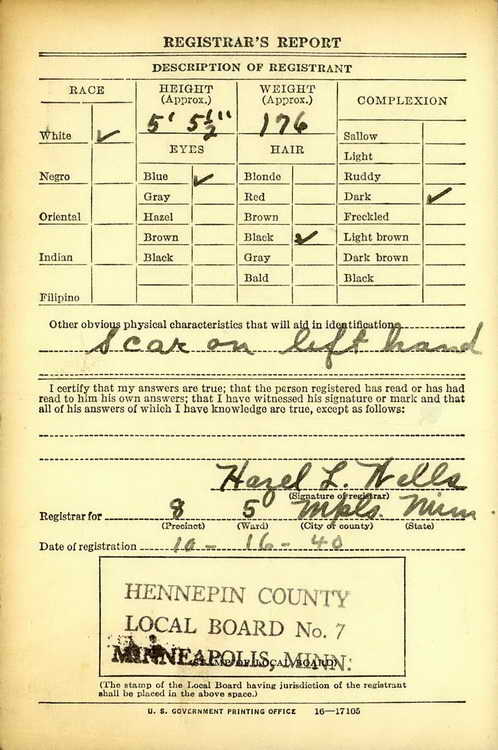 REGISTRAR'S REPORT
DESCRIPTION OF REGISTRANT
RACE
HEIGHT (Approx.)
WEIGHT (Approx.)
COMPLEXION
5' 5½"
176
White ✓
Sallow
EYES
HAIR
Light
Negro
Blue ✓
Blonde
Ruddy
Gray
Red
Dark ✓
Oriental
Hazel
Brown
Freckled
Brown
Black ✓
Light brown
Indian
Black
Gray
Dark brown
Bald
Black
Filipino
Other obvious physical characteristics that will aid in identification
Scar on left hand
I certify that my answers are true; that the person registered has read or has had
read to him his own answers; that I have witnessed his signature or mark and that
all of his answers of which I have knowledge are true, except as follows:
Hazel L. Wells
(Signature of registrar)
Registrar for 8 5 Mpls. Minn
(Precinct) (Ward) (City or county) (State)
Date of registration 10-16-40
HENNEPIN COUNTY
LOCAL BOARD No. 7
MINNEAPOLIS, MINN.
(STAMP OF LOCAL BOARD)
(The stamp of the Local Board having jurisdiction of the registrant
shall be placed in the above space.)
U. S. GOVERNMENT PRINTING OFFICE 16—17105